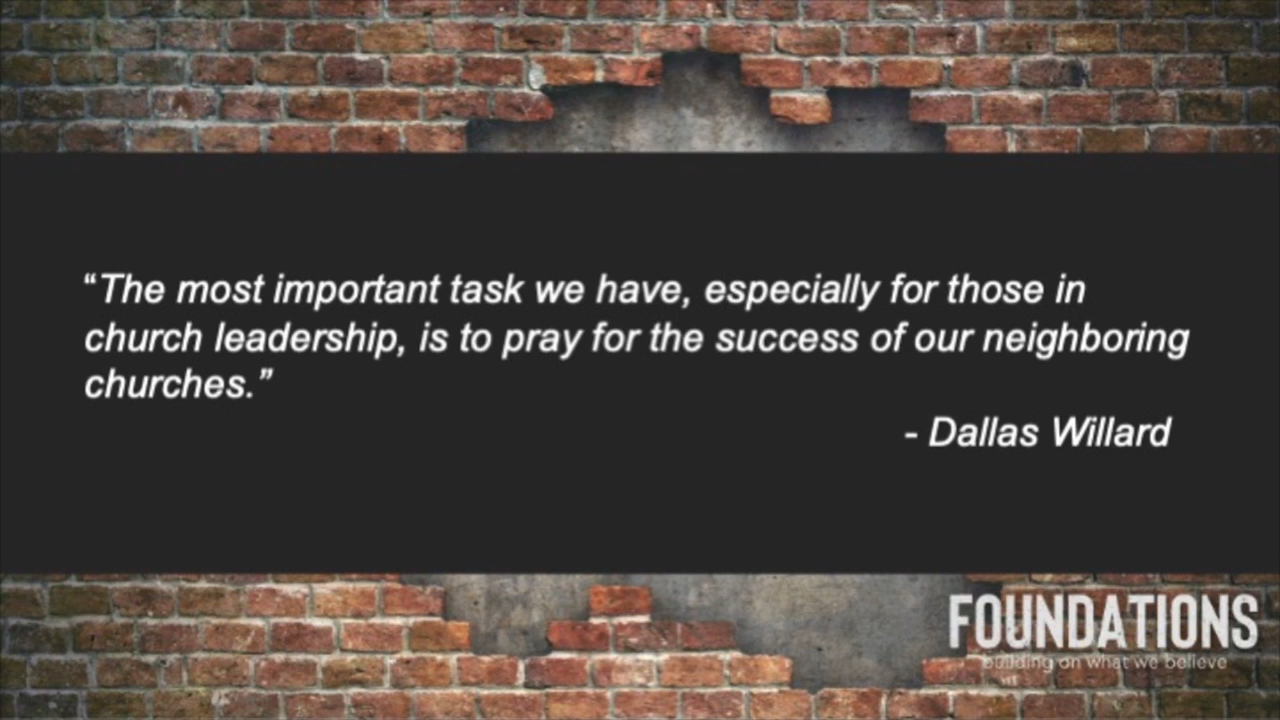 “The most important task we have, especially for those in
church leadership, is to pray for the success of our neighboring
churches.”
- Dallas Willard
FOUNDATIONS
building on what we believe